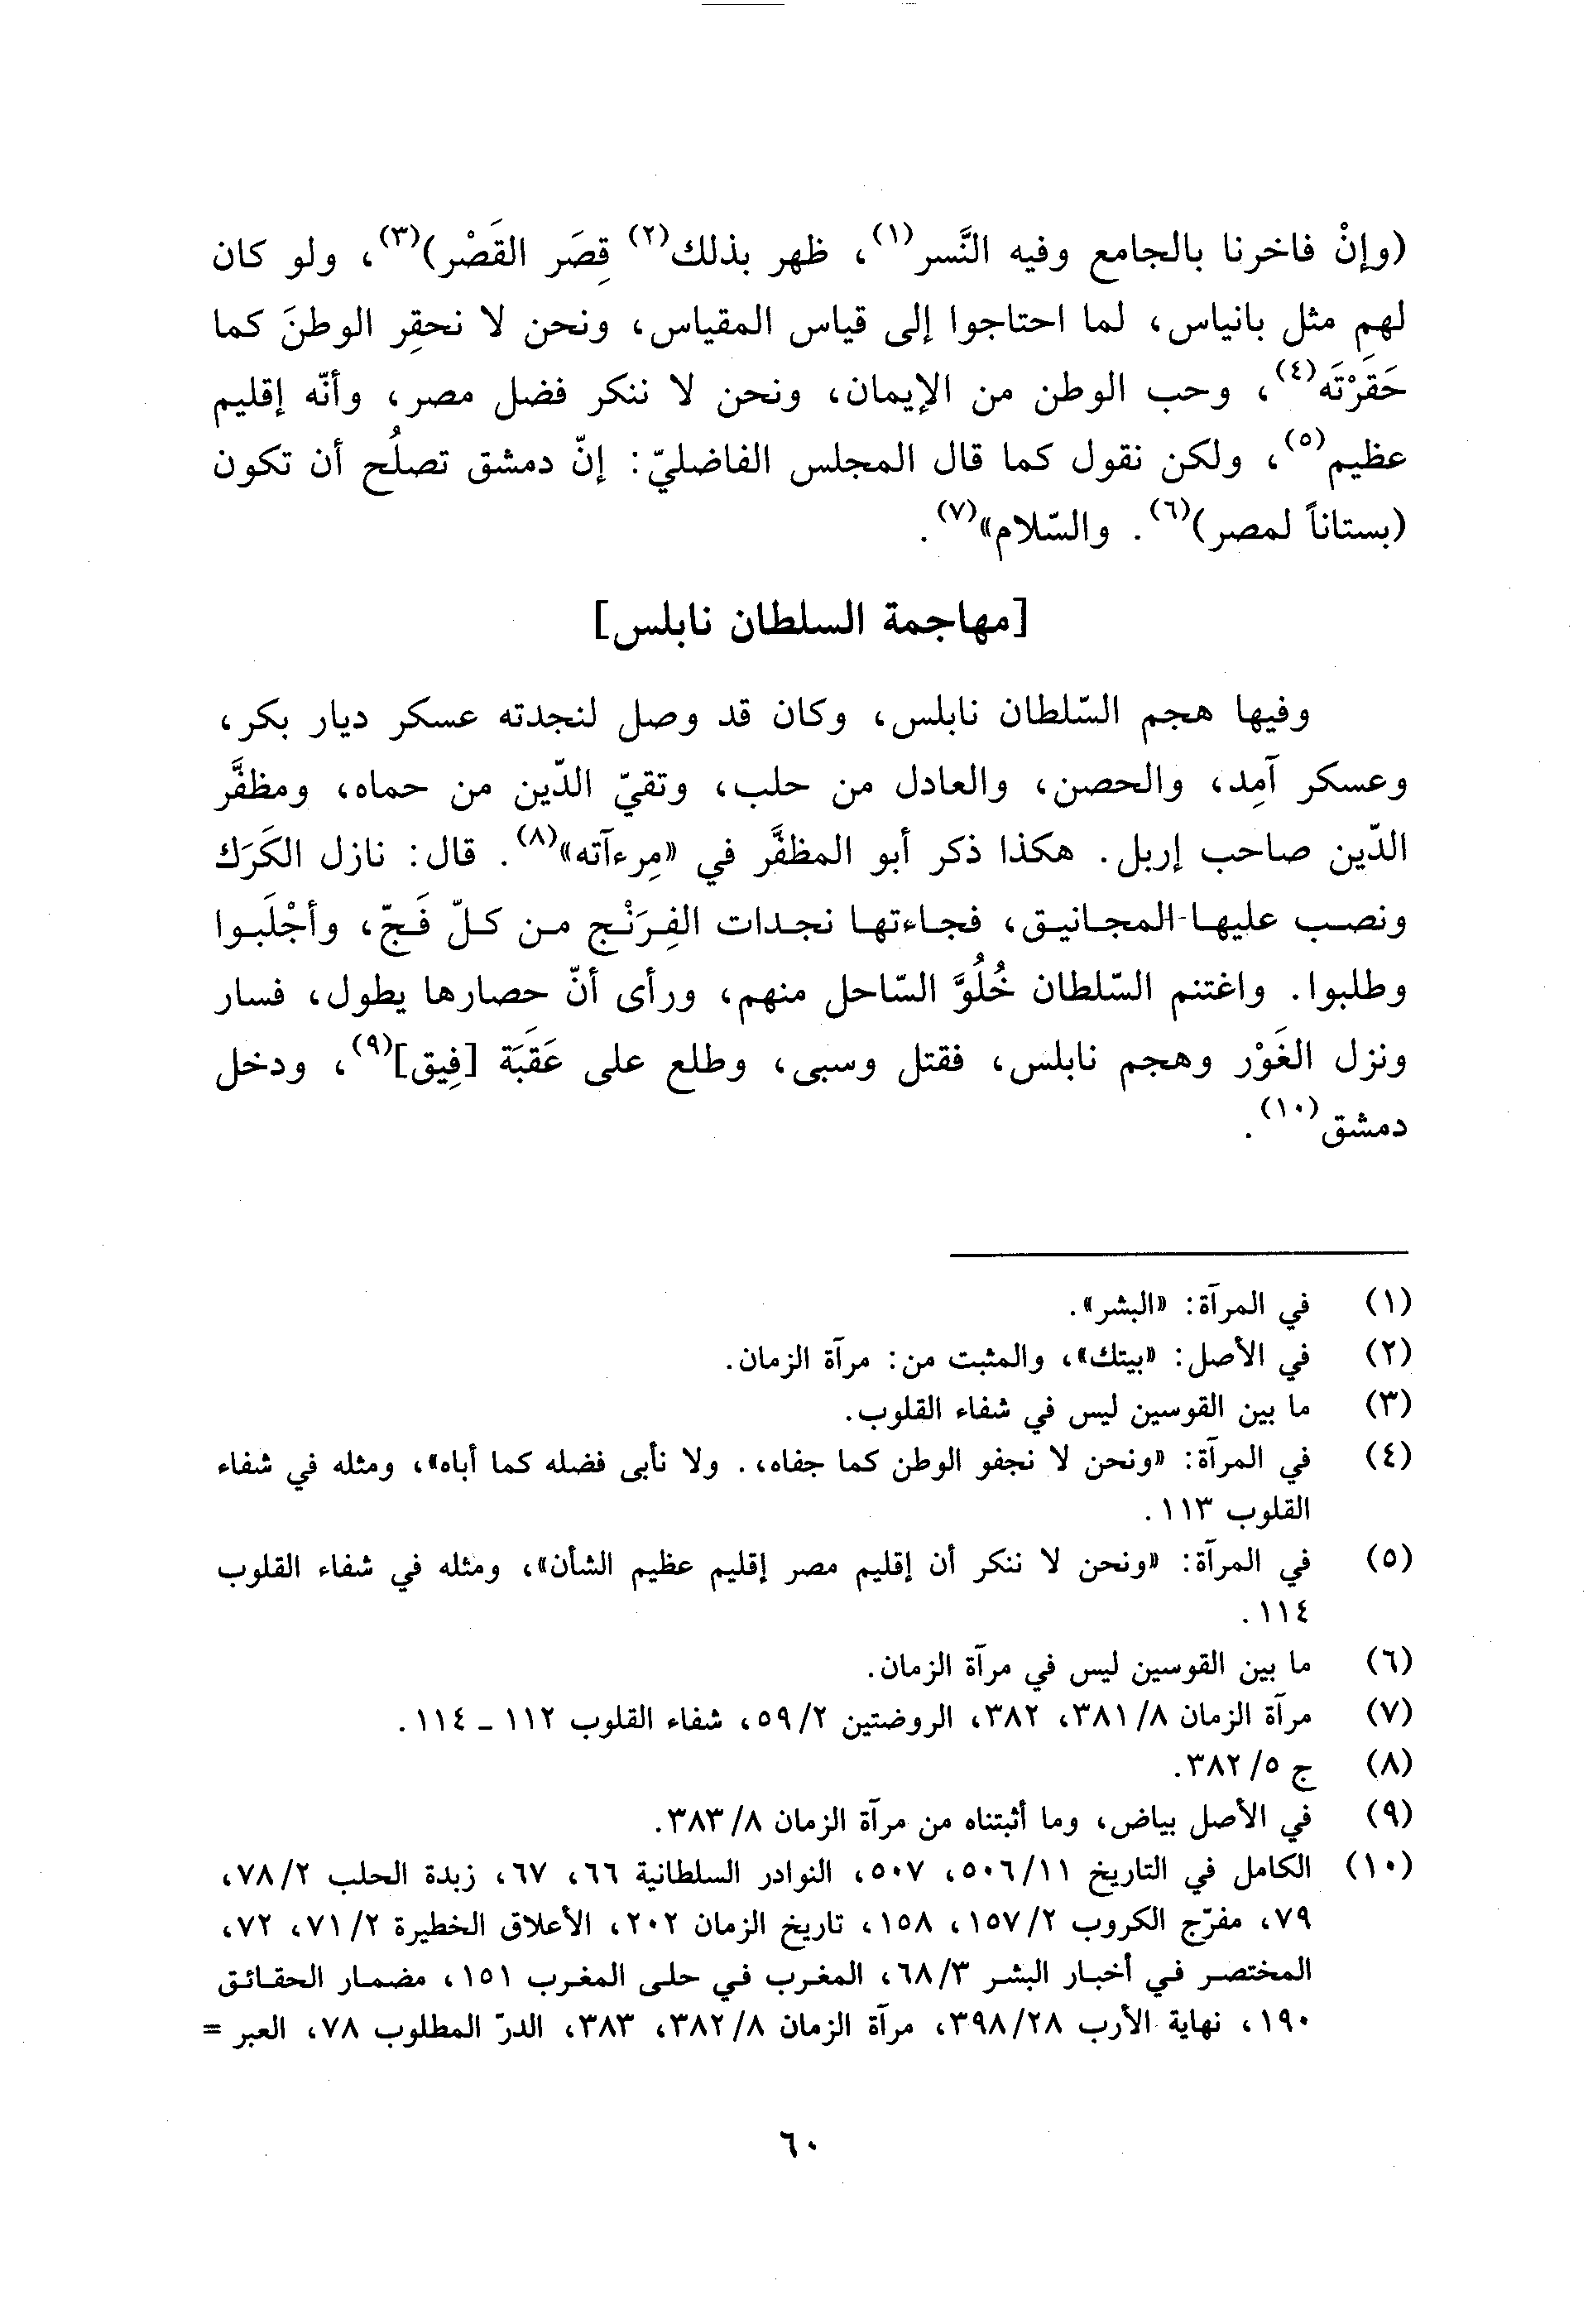 (وإنْ فاخرنا بالجامع وفيه النَّسر(١)، ظهر بذلك(٢) قِصَر القَصْر)(٣)، ولو كان
لهم مثل بانياس، لما احتاجوا إلى قياس المقياس، ونحن لا نحقِر الوطنَ كما
حَقَرْتَه(٤)، وحب الوطن من الإيمان، ونحن لا ننكر فضل مصر، وأنّه إقليم
عظيم(٥)، ولكن نقول كما قال المجلس الفاضليّ: إنّ دمشق تصلُح أن تكون
(بستاناً لمصر)(٦). والسّلام»(٧).
[مهاجمة السلطان نابلس]
وفيها هجم السّلطان نابلس، وكان قد وصل لنجدته عسكر ديار بكر،
وعسكر آمِد، والحصن، والعادل من حلب، وتقيّ الدّين من حماه، ومظفَّر
الدّين صاحب إربل. هكذا ذكر أبو المظفَّر في «مِرءآته»(٨). قال: نازل الكَرَك
ونصب عليها المجانيق، فجاءتها نجدات الفِرَنْج من كلّ فَجّ، وأجْلَبوا
وطلبوا. واغتنم السّلطان خُلُوَّ السّاحل منهم، ورأى أنّ حصارها يطول، فسار
ونزل الغَوْر وهجم نابلس، فقتل وسبى، وطلع على عَقَبَة [فِيق](٩)، ودخل
دمشق(١٠).
(١) في المرآة: «البشر».
(٢) في الأصل: «بيتك»، والمثبت من: مرآة الزمان.
(٣) ما بين القوسين ليس في شفاء القلوب.
(٤) في المرآة: «ونحن لا نجفو الوطن كما جفاه،. ولا نأبى فضله كما أباه»، ومثله في شفاء
القلوب ١١٣.
(٥) في المرآة: «ونحن لا ننكر أن إقليم مصر إقليم عظيم الشأن»، ومثله في شفاء القلوب
١١٤.
(٦) ما بين القوسين ليس في مرآة الزمان.
(٧) مرآة الزمان ٣٨١/٨، ٣٨٢، الروضتين ٥٩/٢، شفاء القلوب ١١٢ ـ ١١٤.
(٨) ج ٣٨٢/٥.
(٩) في الأصل بياض، وما أثبتناه من مرآة الزمان ٣٨٣/٨.
(١٠) الكامل في التاريخ ٥٠٦/١١، ٥٠٧، النوادر السلطانية ٦٦، ٦٧، زبدة الحلب ٧٨/٢،
٧٩، مفرّج الكروب ١٥٧/٢، ١٥٨، تاريخ الزمان ٢٠٢، الأعلاق الخطيرة ٧١/٢، ٧٢،
المختصر في أخبار البشر ٦٨/٣، المغرب في حلى المغرب ١٥١، مضمار الحقائق
١٩٠، نهاية الأرب ٣٩٨/٢٨، مرآة الزمان ٣٨٢/٨، ٣٨٣، الدرّ المطلوب ٧٨، العبر =
٦٠